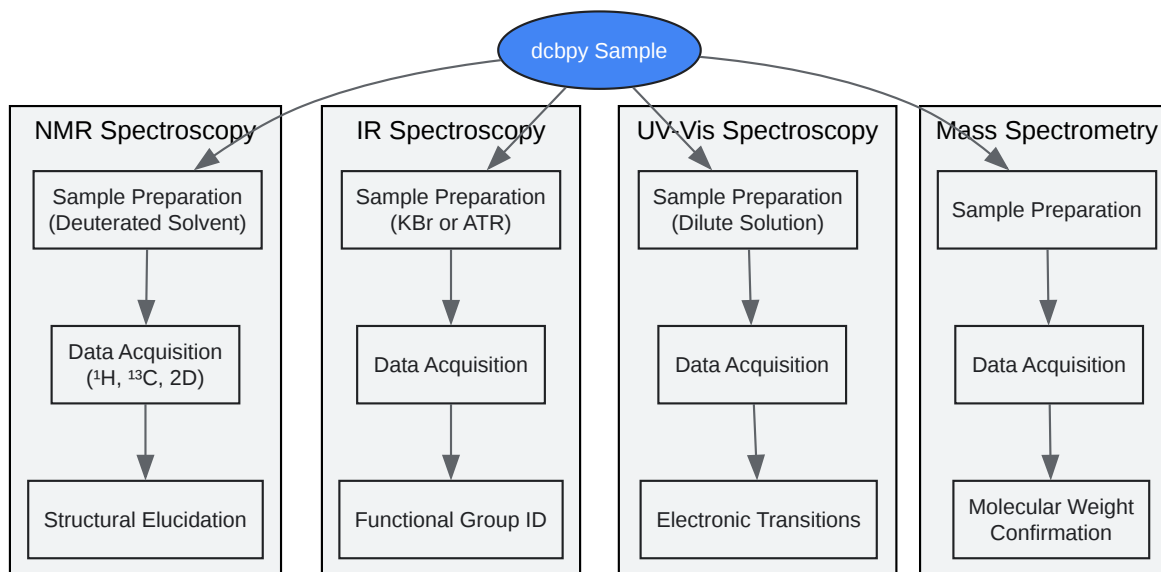 dcbpy Sample
NMR Spectroscopy
Sample Preparation
(Deuterated Solvent)
Data Acquisition
(¹H, ¹³C, 2D)
Structural Elucidation
IR Spectroscopy
Sample Preparation
(KBr or ATR)
Data Acquisition
Functional Group ID
UV-Vis Spectroscopy
Sample Preparation
(Dilute Solution)
Data Acquisition
Electronic Transitions
Mass Spectrometry
Sample Preparation
Data Acquisition
Molecular Weight
Confirmation